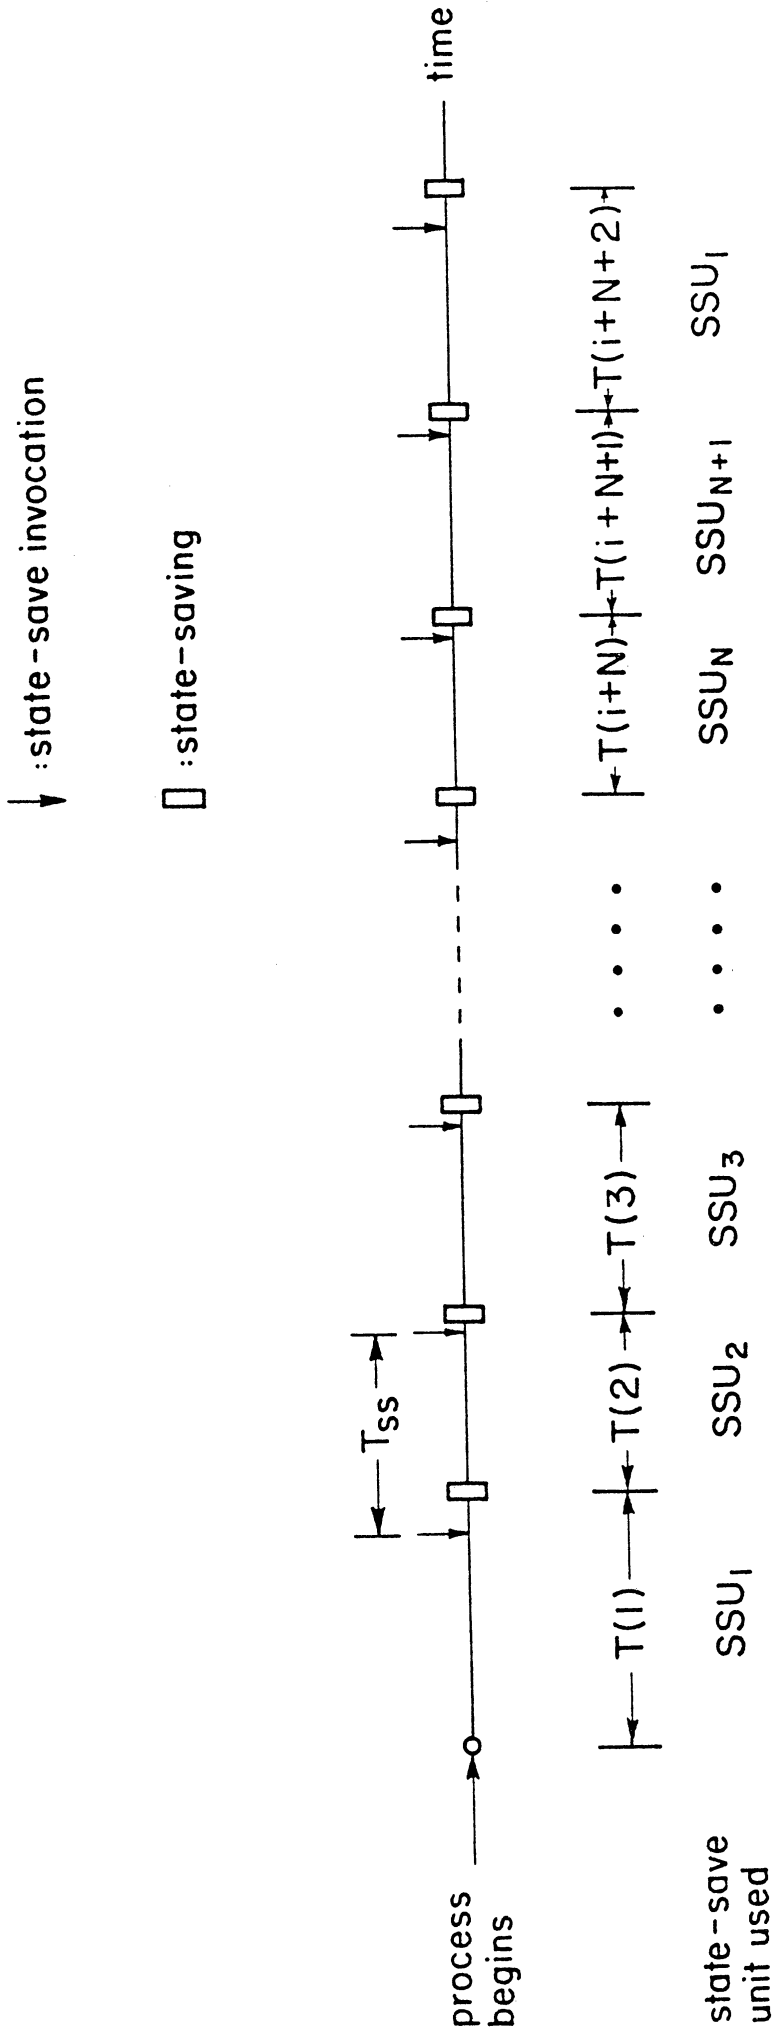 :state-save invocation
:state-saving
Tss
process
begins
time
T(1) T(2) T(3) • • • • T(i+N) T(i+N+1) T(i+N+2)
state-save
unit used
SSU1 SSU2 SSU3 • • • • SSUN SSUN+1 SSU1